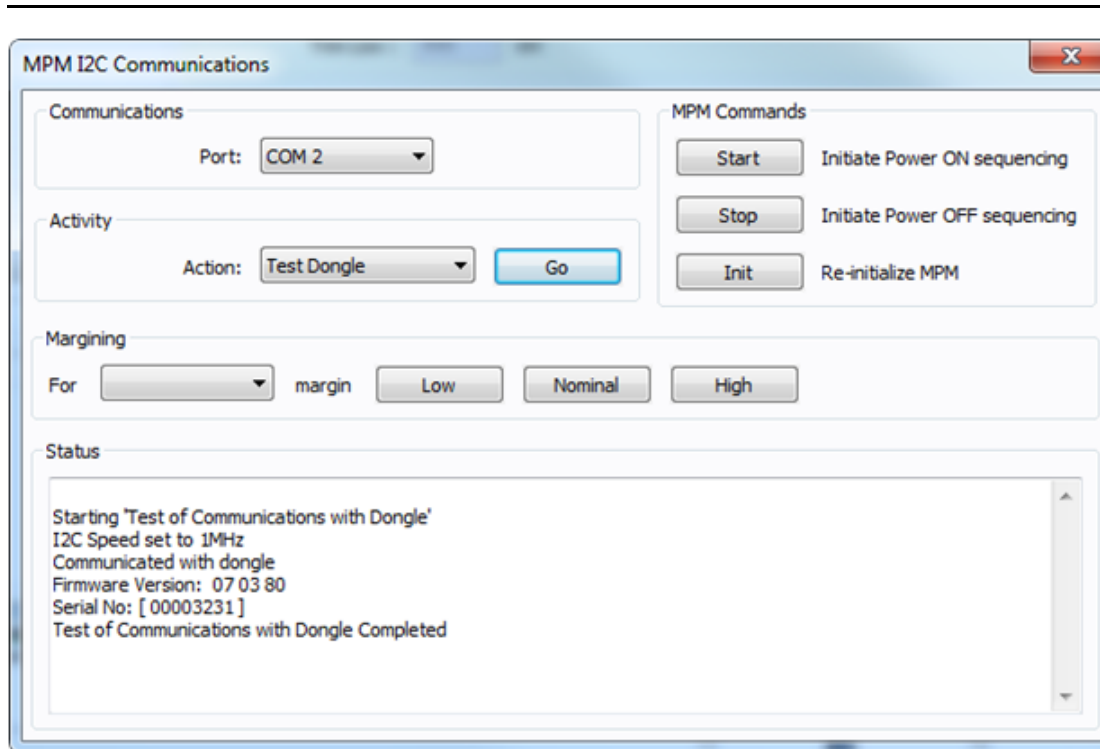 MPM I2C Communications
Communications
Port: COM 2
Activity
Action: Test Dongle Go
MPM Commands
Start Initiate Power ON sequencing
Stop Initiate Power OFF sequencing
Init Re-initialize MPM
Margining
For margin Low Nominal High
Status
Starting 'Test of Communications with Dongle'
I2C Speed set to 1MHz
Communicated with dongle
Firmware Version: 07 03 80
Serial No: [ 00003231 ]
Test of Communications with Dongle Completed